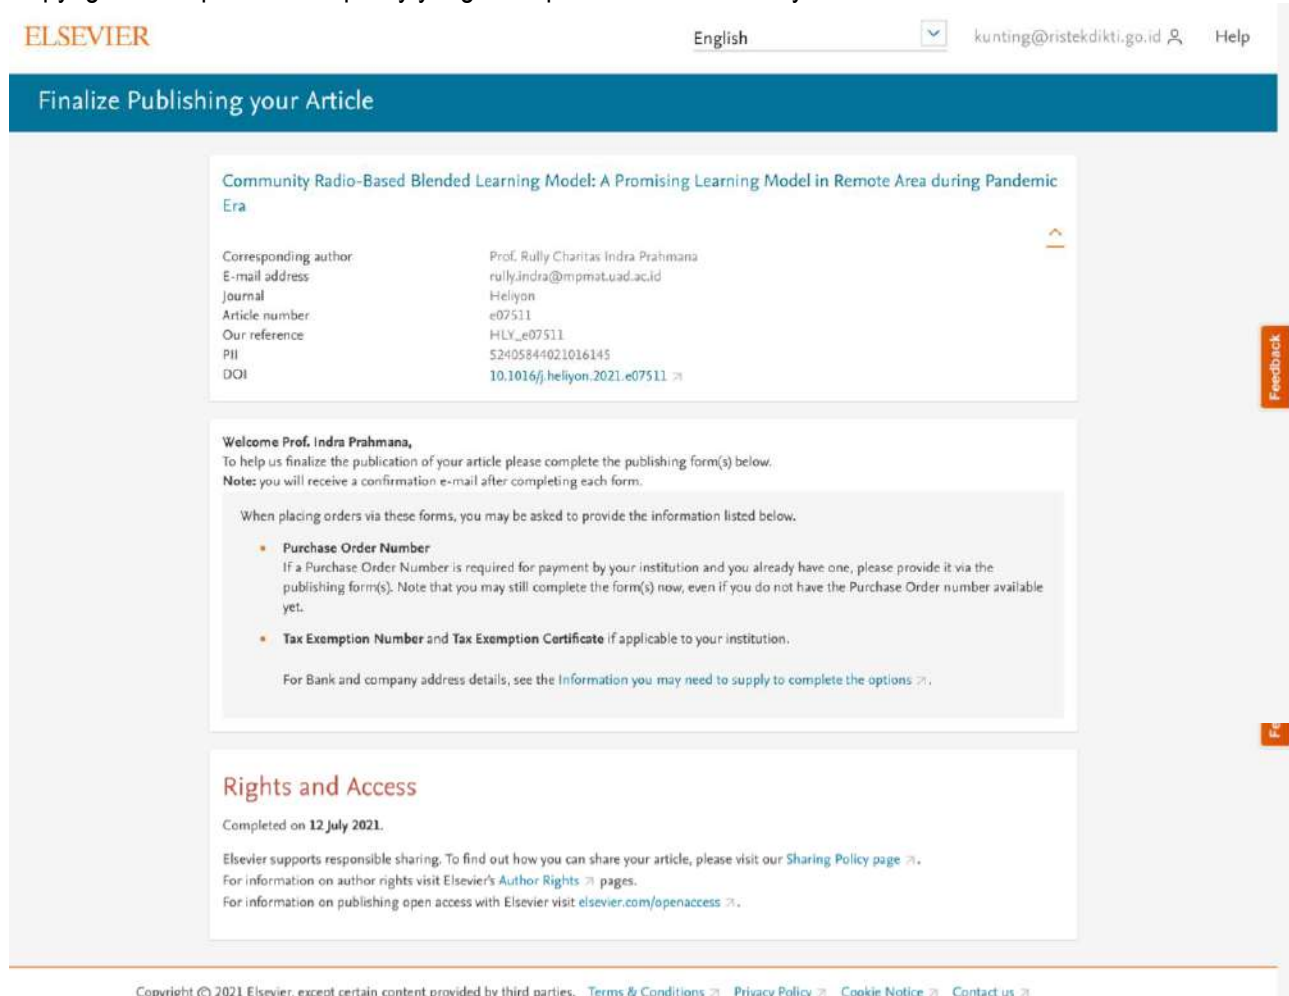 ELSEVIER
English
kunting@ristekdikti.go.id
Help
Finalize Publishing your Article
Community Radio-Based Blended Learning Model: A Promising Learning Model in Remote Area during Pandemic
Era
Corresponding author Prof. Rully Charitas Indra Prahmana
E-mail address rully.indra@mpmat.uad.ac.id
Journal Heliyon
Article number e07511
Our reference HLY_e07511
PII S2405844021016145
DOI 10.1016/j.heliyon.2021.e07511
Feedback
Welcome Prof. Indra Prahmana,
To help us finalize the publication of your article please complete the publishing form(s) below.
Note: you will receive a confirmation e-mail after completing each form.
When placing orders via these forms, you may be asked to provide the information listed below.
Purchase Order Number
If a Purchase Order Number is required for payment by your institution and you already have one, please provide it via the
publishing form(s). Note that you may still complete the form(s) now, even if you do not have the Purchase Order number available
yet.
Tax Exemption Number and Tax Exemption Certificate if applicable to your institution.
For Bank and company address details, see the Information you may need to supply to complete the options .
Fe
Rights and Access
Completed on 12 July 2021.
Elsevier supports responsible sharing. To find out how you can share your article, please visit our Sharing Policy page .
For information on author rights visit Elsevier's Author Rights pages.
For information on publishing open access with Elsevier visit elsevier.com/openaccess .
Copyright © 2021 Elsevier, except certain content provided by third parties. Terms & Conditions Privacy Policy Cookie Notice Contact us